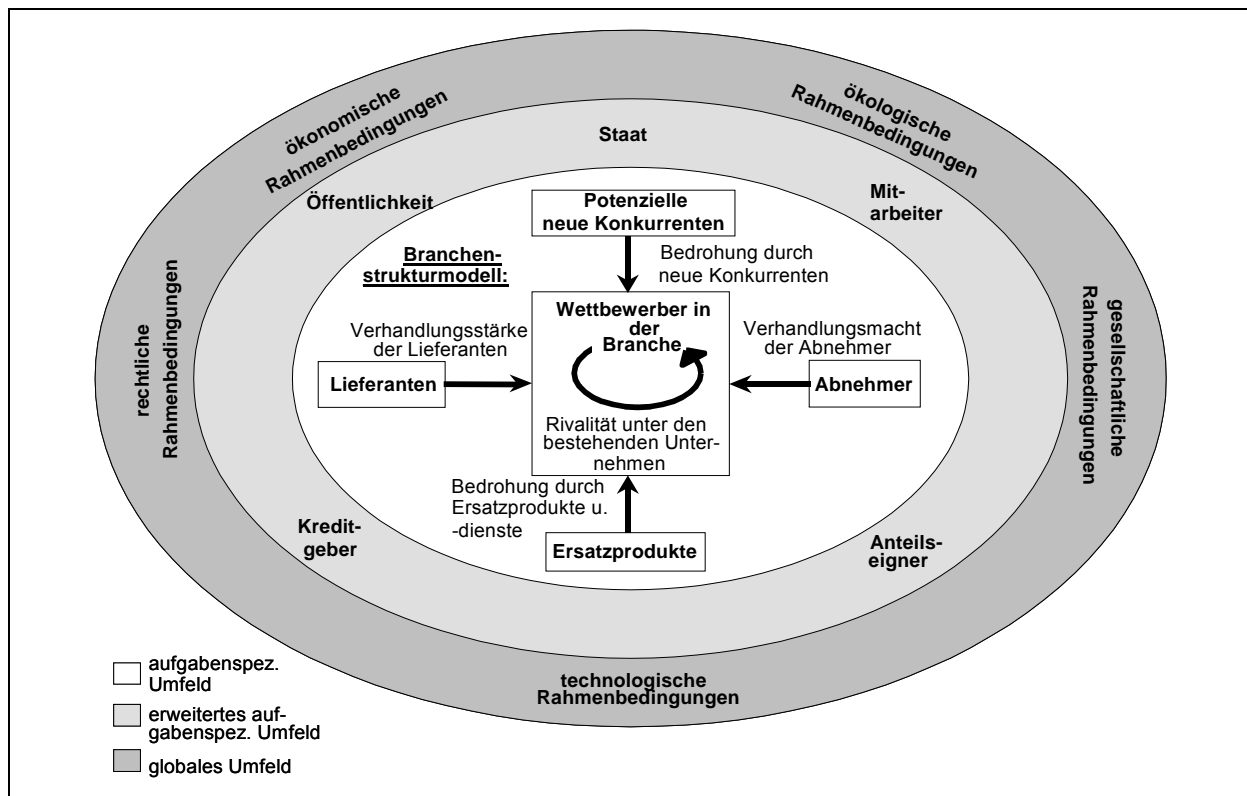 ökonomische
Rahmenbedingungen
ökologische
Rahmenbedingungen
Staat
Öffentlichkeit
Mit-
arbeiter
Potenzielle
neue Konkurrenten
Branchen-
strukturmodell:
Bedrohung durch
neue Konkurrenten
rechtliche
Rahmenbedingungen
gesellschaftliche
Rahmenbedingungen
Wettbewerber in
der
Branche
Verhandlungsstärke
der Lieferanten
Verhandlungsmacht
der Abnehmer
Lieferanten
Abnehmer
Rivalität unter den
bestehenden Unter-
nehmen
Bedrohung durch
Ersatzprodukte u.
-dienste
Kredit-
geber
Ersatzprodukte
Anteils-
eigner
technologische
Rahmenbedingungen
aufgabenspez.
Umfeld
erweitertes auf-
gabenspez. Umfeld
globales Umfeld